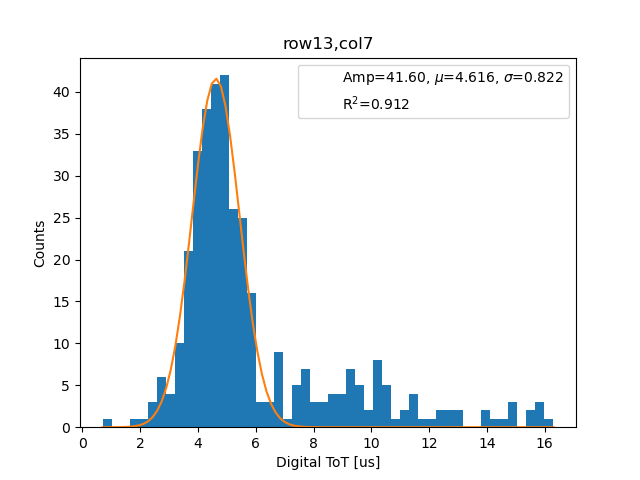 row13,col7
Amp=41.60, μ=4.616, σ=0.822
R²=0.912
Counts
40
35
30
25
20
15
10
5
0
0 2 4 6 8 10 12 14 16
Digital ToT [us]